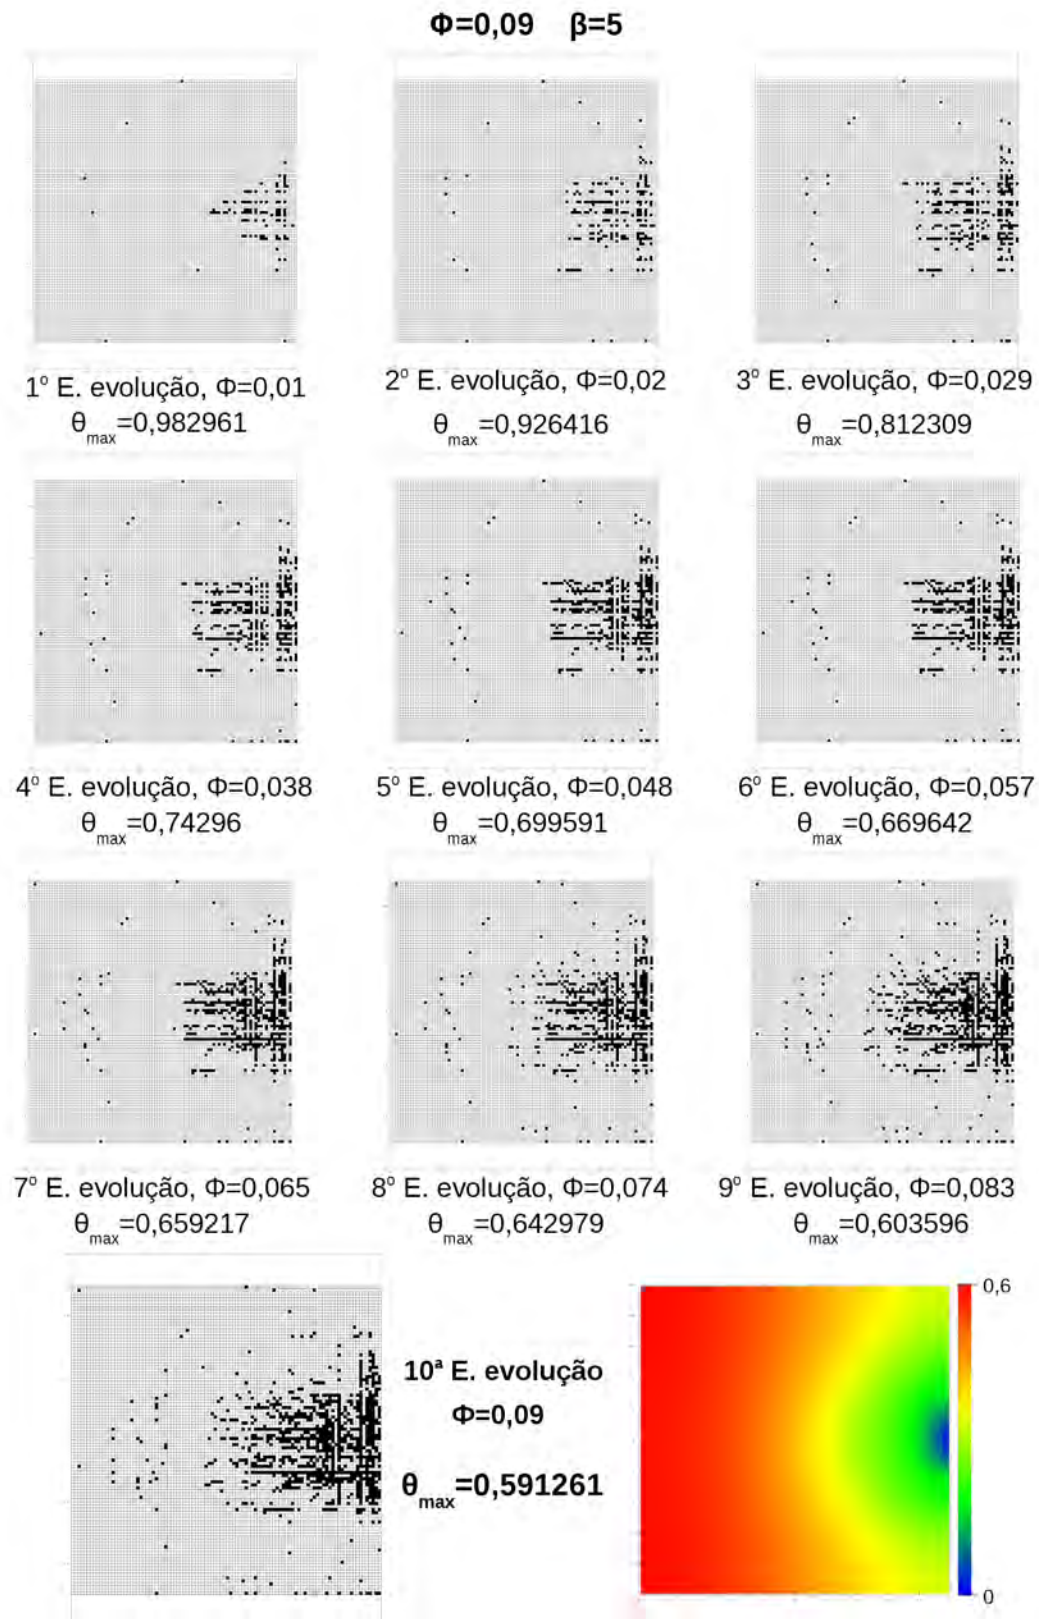 Φ=0,09 β=5
1º E. evolução, Φ=0,01
θmax=0,982961
2º E. evolução, Φ=0,02
θmax=0,926416
3º E. evolução, Φ=0,029
θmax=0,812309
4º E. evolução, Φ=0,038
θmax=0,74296
5º E. evolução, Φ=0,048
θmax=0,699591
6º E. evolução, Φ=0,057
θmax=0,669642
7º E. evolução, Φ=0,065
θmax=0,659217
8º E. evolução, Φ=0,074
θmax=0,642979
9º E. evolução, Φ=0,083
θmax=0,603596
10ª E. evolução
Φ=0,09
θmax=0,591261
0,6
0